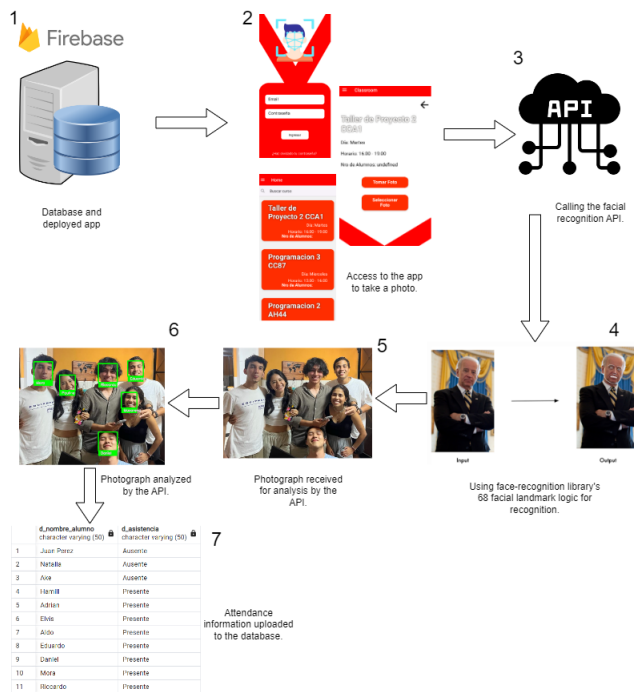 1
Firebase
Database and
deployed app
2
Email
Contraseña
Ingresar
Home
Buscar curso
Taller de
Proyecto 2 CCA1
Día: Martes
Horario: 16:00 - 19:00
Nro de Alumnos:
Programacion 3
CC87
Día: Miercoles
Nro de Alumnos:
Programacion 2
AH44
Classroom
Taller de Proyecto 2
CCA1
Día: Martes
Horario: 16:00 - 19:00
Nro de Alumnos: undefined
Tomar Foto
Seleccionar
Foto
Access to the app
to take a photo.
3
API
Calling the facial
recognition API.
4
Input
Output
Using face-recognition library's
68 facial landmark logic for
recognition.
5
Photograph received
for analysis by the
API.
6
Photograph analyzed
by the API.
7
d_nombre_alumno d_asistencia
character varying (50) character varying (50)
1 Juan Perez Ausente
2 Natalia Ausente
3 Axe Ausente
4 Hamill Presente
5 Adrian Presente
6 Elvis Presente
7 Aldo Presente
8 Eduardo Presente
9 Daniel Presente
10 Mora Presente
11 Riccardo Presente
Attendance
information uploaded
to the database.